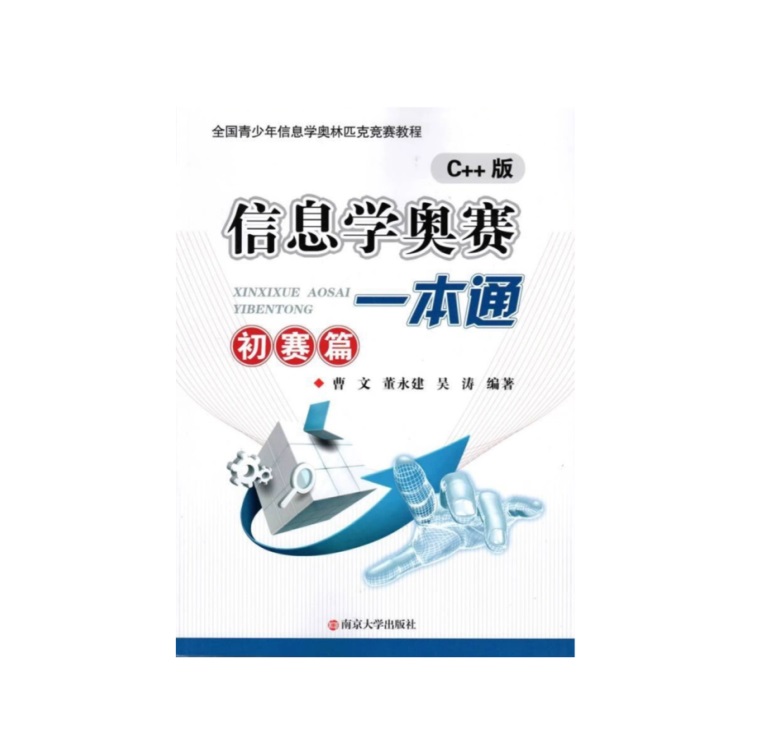 全国青少年信息学奥林匹克竞赛教程
C++ 版
信息学奥赛
XINXIXUE AOSAI
YIBENTONG
一本通
初赛篇
曹 文 董永建 吴 涛 编著
南京大学出版社